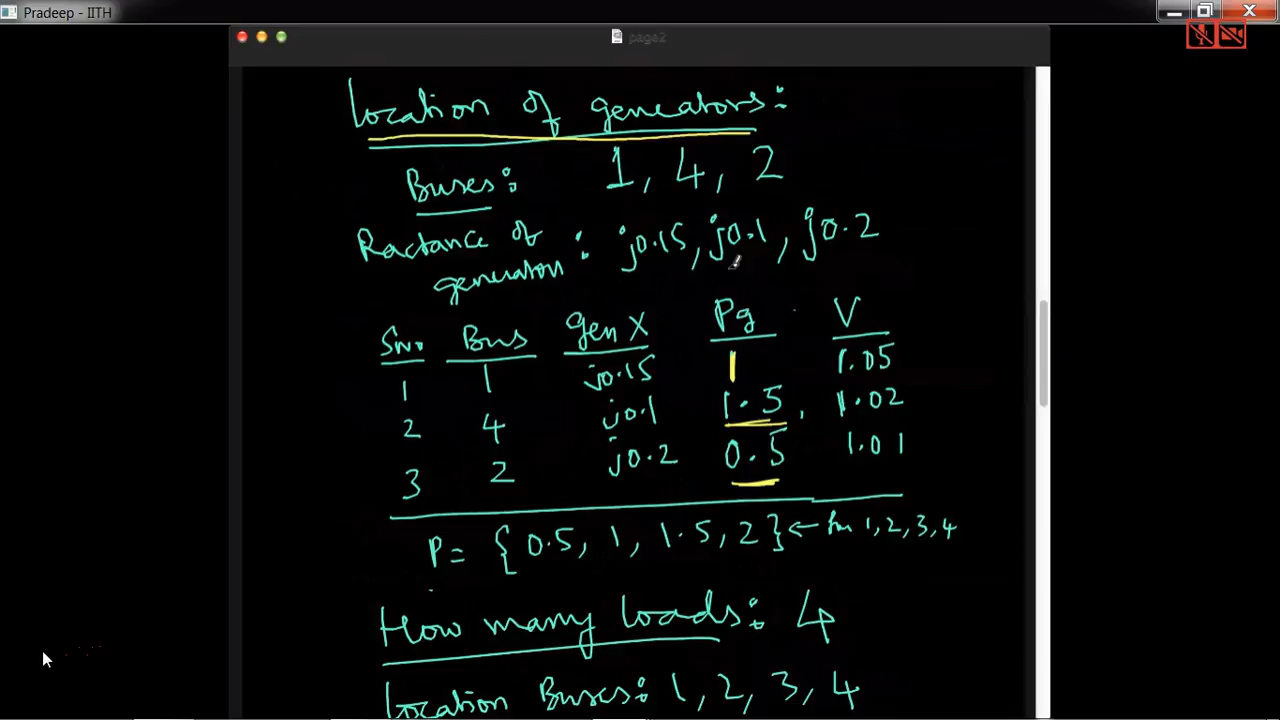 Pradeep - IITH
page2
Location of geneators:
Buses: 1, 4, 2
Ractance of generators : j0.15, j0.1, j0.2
Sno. Bus gen X Pg V
1 1 j0.15 1 1.05
2 4 j0.1 1.5, 1.02
3 2 j0.2 0.5 1.01
P = {0.5, 1, 1.5, 2} ← for 1,2,3,4
How many loads: 4
Location Buses: 1, 2, 3, 4